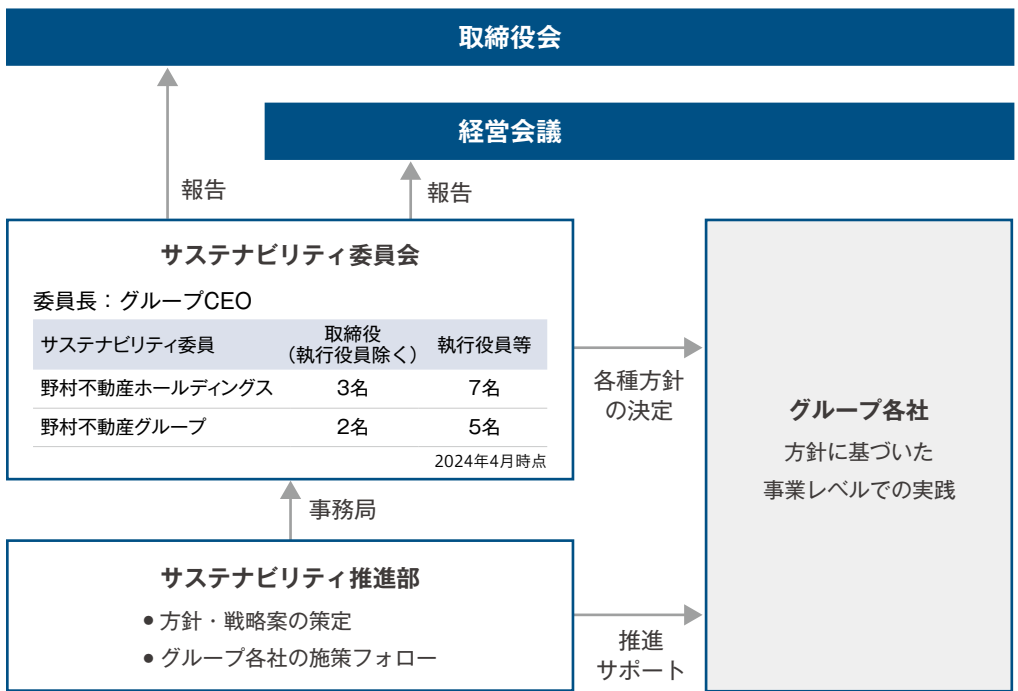 取締役会
経営会議
報告
報告
サステナビリティ委員会
委員長：グループCEO
サステナビリティ委員
取締役
（執行役員除く）
執行役員等
野村不動産ホールディングス 3名 7名
野村不動産グループ 2名 5名
2024年4月時点
各種方針
の決定
グループ各社
方針に基づいた
事業レベルでの実践
事務局
サステナビリティ推進部
● 方針・戦略案の策定
● グループ各社の施策フォロー
推進
サポート